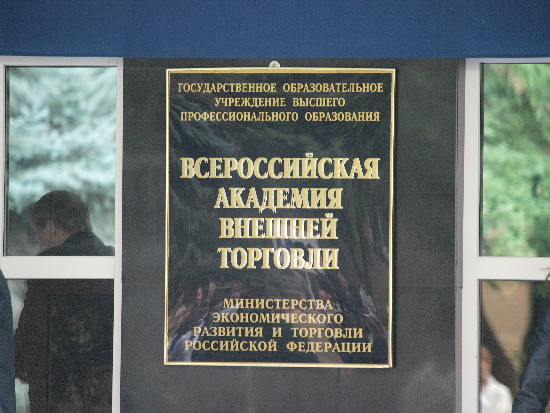 ГОСУДАРСТВЕННОЕ ОБРАЗОВАТЕЛЬНОЕ
УЧРЕЖДЕНИЕ ВЫСШЕГО
ПРОФЕССИОНАЛЬНОГО ОБРАЗОВАНИЯ
ВСЕРОССИЙСКАЯ
АКАДЕМИЯ
ВНЕШНЕЙ
ТОРГОВЛИ
МИНИСТЕРСТВА
ЭКОНОМИЧЕСКОГО
РАЗВИТИЯ И ТОРГОВЛИ
РОССИЙСКОЙ ФЕДЕРАЦИИ